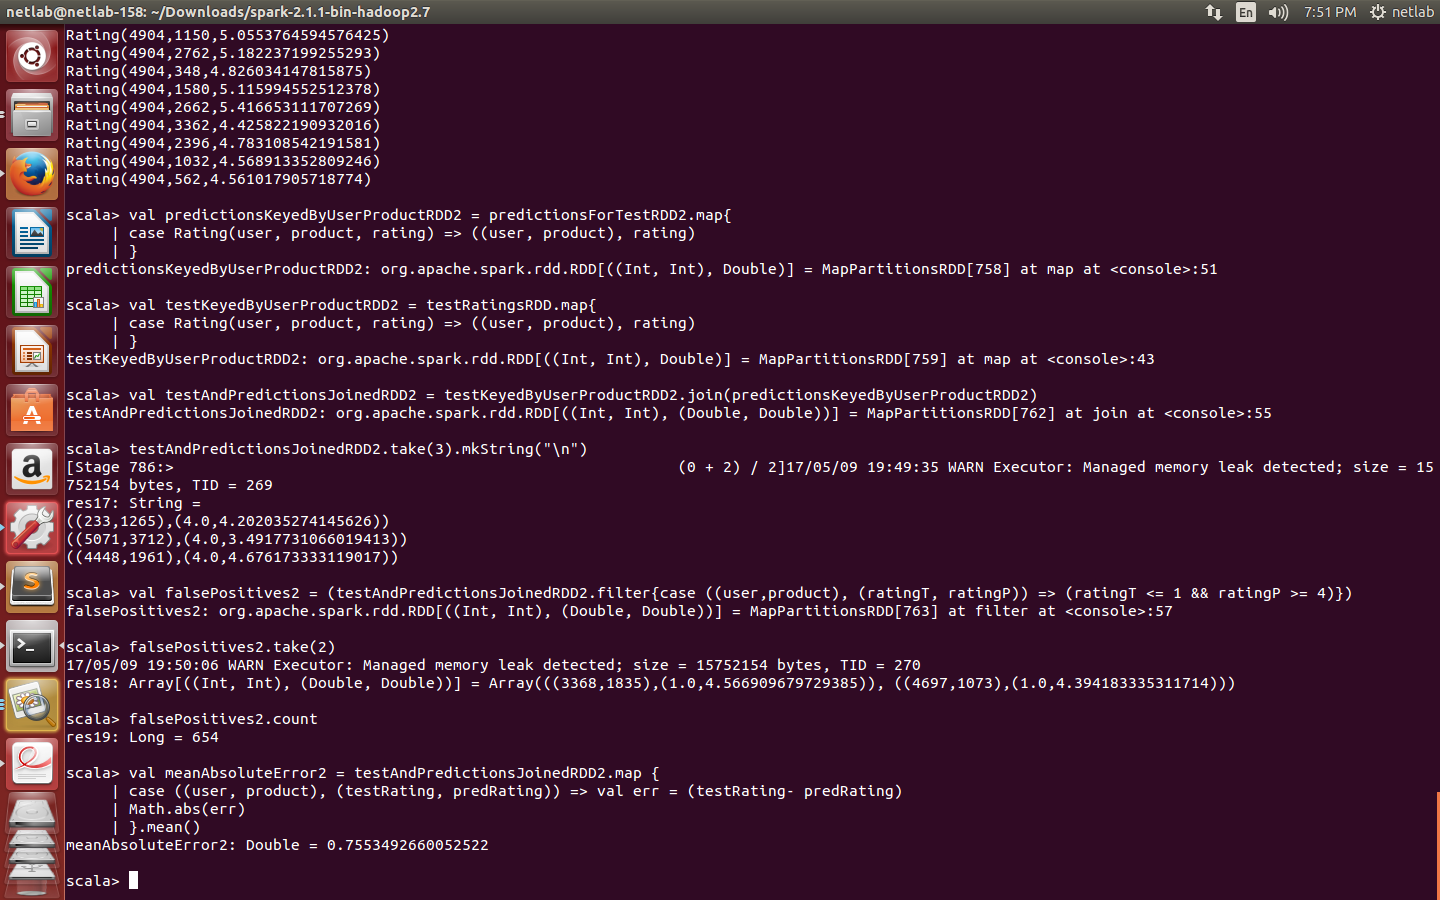 netlab@netlab-158: ~/Downloads/spark-2.1.1-bin-hadoop2.7
En
7:51 PM
netlab
Rating(4904,1150,5.0553764594576425)
Rating(4904,2762,5.182237199255293)
Rating(4904,348,4.826034147815875)
Rating(4904,1580,5.115994552512378)
Rating(4904,2662,5.416653111707269)
Rating(4904,3362,4.425822190932016)
Rating(4904,2396,4.783108542191581)
Rating(4904,1032,4.568913352809246)
Rating(4904,562,4.561017905718774)
scala> val predictionsKeyedByUserProductRDD2 = predictionsForTestRDD2.map{
| case Rating(user, product, rating) => ((user, product), rating)
| }
predictionsKeyedByUserProductRDD2: org.apache.spark.rdd.RDD[((Int, Int), Double)] = MapPartitionsRDD[758] at map at <console>:51
scala> val testKeyedByUserProductRDD2 = testRatingsRDD.map{
| case Rating(user, product, rating) => ((user, product), rating)
| }
testKeyedByUserProductRDD2: org.apache.spark.rdd.RDD[((Int, Int), Double)] = MapPartitionsRDD[759] at map at <console>:43
scala> val testAndPredictionsJoinedRDD2 = testKeyedByUserProductRDD2.join(predictionsKeyedByUserProductRDD2)
testAndPredictionsJoinedRDD2: org.apache.spark.rdd.RDD[((Int, Int), (Double, Double))] = MapPartitionsRDD[762] at join at <console>:55
scala> testAndPredictionsJoinedRDD2.take(3).mkString("\n")
[Stage 786:> (0 + 2) / 2]17/05/09 19:49:35 WARN Executor: Managed memory leak detected; size = 15
752154 bytes, TID = 269
res17: String =
((233,1265),(4.0,4.202035274145626))
((5071,3712),(4.0,3.4917731066019413))
((4448,1961),(4.0,4.676173333119017))
scala> val falsePositives2 = (testAndPredictionsJoinedRDD2.filter{case ((user,product), (ratingT, ratingP)) => (ratingT <= 1 && ratingP >= 4)})
falsePositives2: org.apache.spark.rdd.RDD[((Int, Int), (Double, Double))] = MapPartitionsRDD[763] at filter at <console>:57
scala> falsePositives2.take(2)
17/05/09 19:50:06 WARN Executor: Managed memory leak detected; size = 15752154 bytes, TID = 270
res18: Array[((Int, Int), (Double, Double))] = Array(((3368,1835),(1.0,4.566909679729385)), ((4697,1073),(1.0,4.394183335311714)))
scala> falsePositives2.count
res19: Long = 654
scala> val meanAbsoluteError2 = testAndPredictionsJoinedRDD2.map {
| case ((user, product), (testRating, predRating)) => val err = (testRating- predRating)
| Math.abs(err)
| }.mean()
meanAbsoluteError2: Double = 0.7553492660052522
scala>